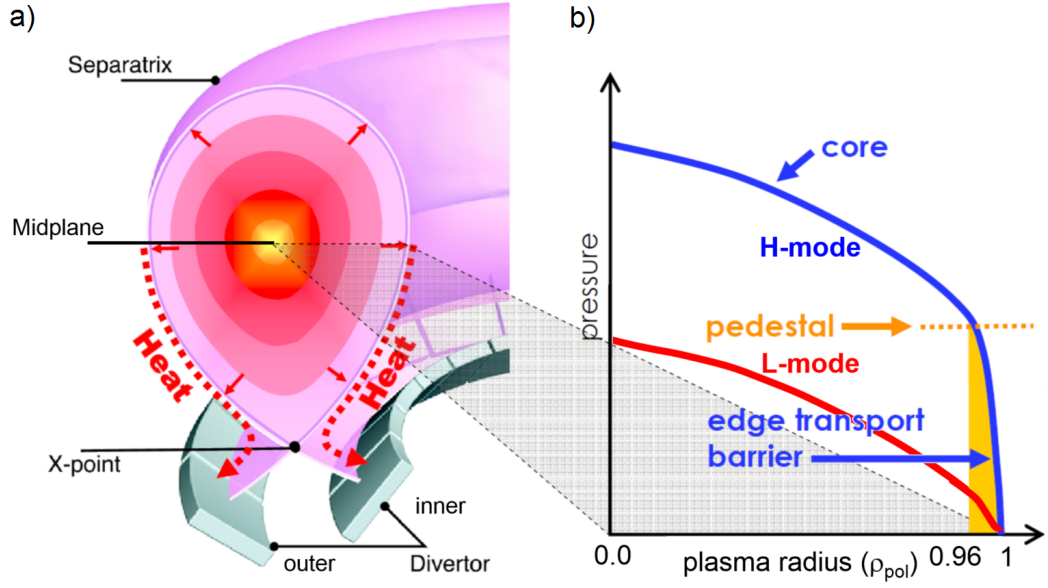 a)
Separatrix
Midplane
Heat
Heat
X-point
inner
outer
Divertor
b)
pressure
core
H-mode
pedestal
L-mode
edge transport
barrier
0.0
plasma radius (ρpol)
0.96
1